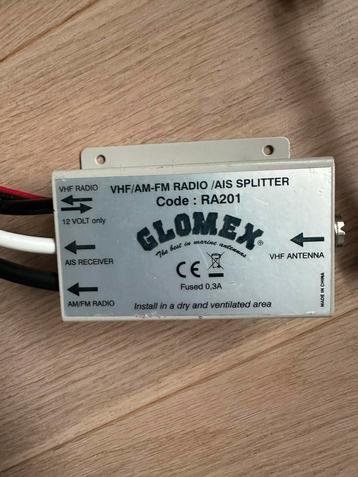 VHF/AM-FM RADIO /AIS SPLITTER
Code : RA201
VHF RADIO
12 VOLT only
AIS RECEIVER
AM/FM RADIO
GLOMEX®
The best in marine antennas
CE
Fused 0,3A
Install in a dry and ventilated area
VHF ANTENNA
MADE IN CHINA